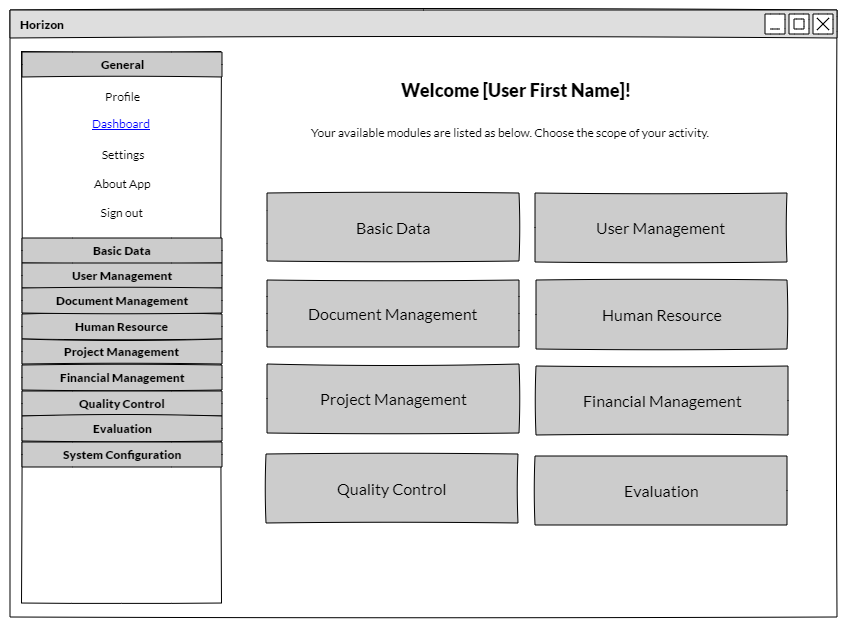 Horizon
General
Profile
Dashboard
Settings
About App
Sign out
Basic Data
User Management
Document Management
Human Resource
Project Management
Financial Management
Quality Control
Evaluation
System Configuration
Welcome [User First Name]!
Your available modules are listed as below. Choose the scope of your activity.
Basic Data
User Management
Document Management
Human Resource
Project Management
Financial Management
Quality Control
Evaluation